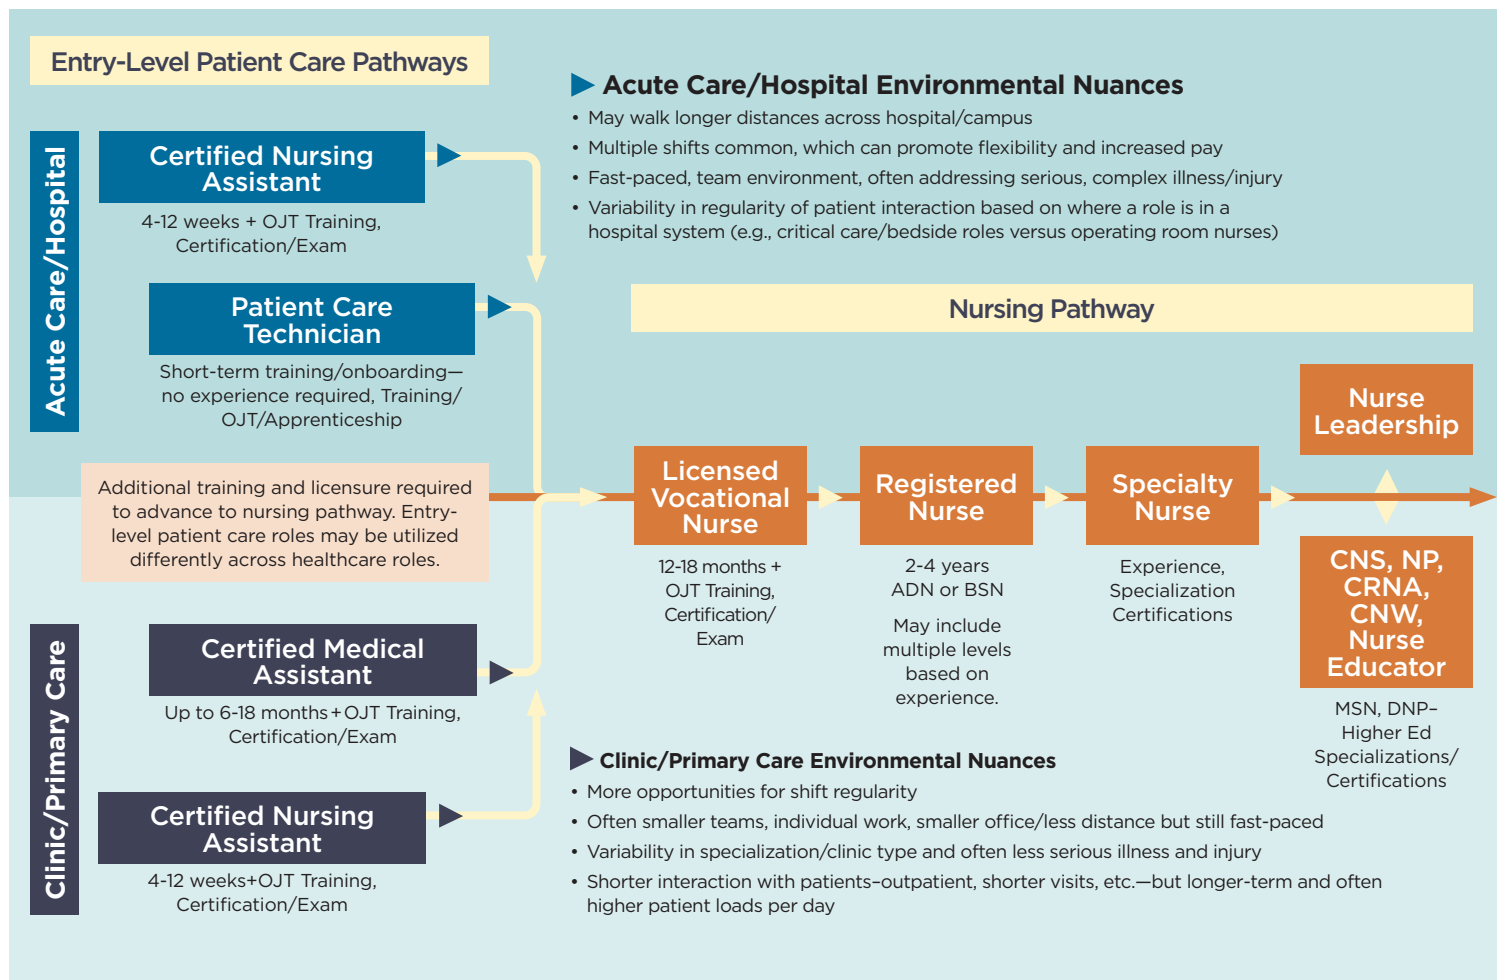 Entry-Level Patient Care Pathways
Acute Care/Hospital
Certified Nursing
Assistant
4-12 weeks + OJT Training,
Certification/Exam
Patient Care
Technician
Short-term training/onboarding—
no experience required, Training/
OJT/Apprenticeship
Additional training and licensure required
to advance to nursing pathway. Entry-
level patient care roles may be utilized
differently across healthcare roles.
Clinic/Primary Care
Certified Medical
Assistant
Up to 6-18 months+OJT Training,
Certification/Exam
Certified Nursing
Assistant
4-12 weeks+OJT Training,
Certification/Exam
Acute Care/Hospital Environmental Nuances
• May walk longer distances across hospital/campus
• Multiple shifts common, which can promote flexibility and increased pay
• Fast-paced, team environment, often addressing serious, complex illness/injury
• Variability in regularity of patient interaction based on where a role is in a
hospital system (e.g., critical care/bedside roles versus operating room nurses)
Nursing Pathway
Licensed
Vocational
Nurse
12-18 months +
OJT Training,
Certification/
Exam
Registered
Nurse
2-4 years
ADN or BSN
May include
multiple levels
based on
experience.
Specialty
Nurse
Experience,
Specialization
Certifications
Nurse
Leadership
CNS, NP,
CRNA,
CNW,
Nurse
Educator
MSN, DNP–
Higher Ed
Specializations/
Certifications
Clinic/Primary Care Environmental Nuances
• More opportunities for shift regularity
• Often smaller teams, individual work, smaller office/less distance but still fast-paced
• Variability in specialization/clinic type and often less serious illness and injury
• Shorter interaction with patients–outpatient, shorter visits, etc.—but longer-term and often
higher patient loads per day